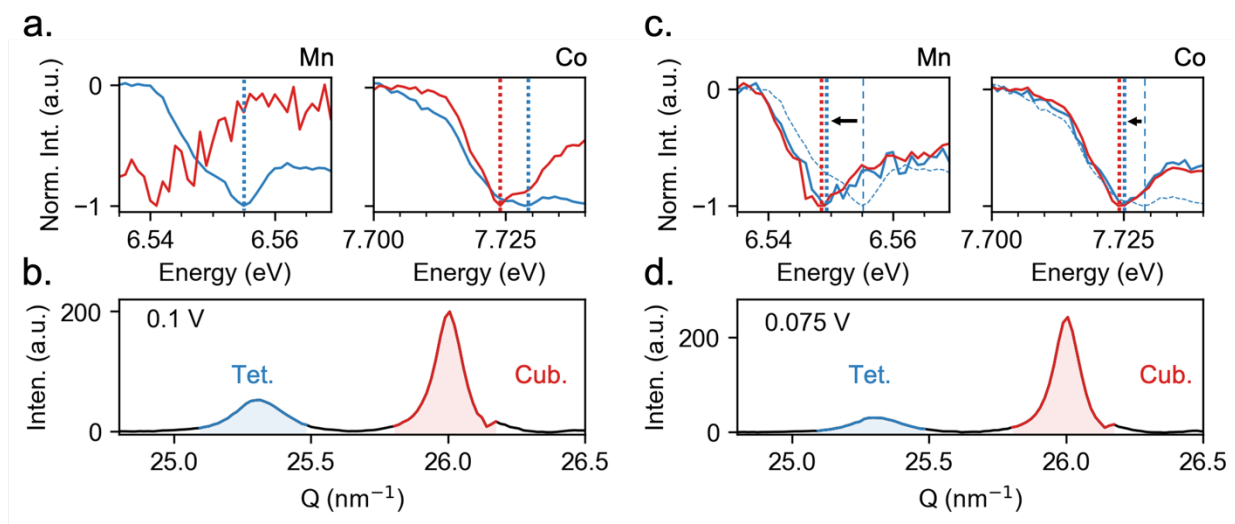 a.
Mn
Co
Norm. Int. (a.u.)
0
−1
6.54
6.56
7.700
7.725
Energy (eV)
Energy (eV)
b.
0.1 V
Inten. (a.u.)
200
0
Tet.
Cub.
25.0
25.5
26.0
26.5
Q (nm⁻¹)
c.
Mn
Co
Norm. Int. (a.u.)
0
−1
6.54
6.56
7.700
7.725
Energy (eV)
Energy (eV)
d.
0.075 V
Inten. (a.u.)
200
0
Tet.
Cub.
25.0
25.5
26.0
26.5
Q (nm⁻¹)